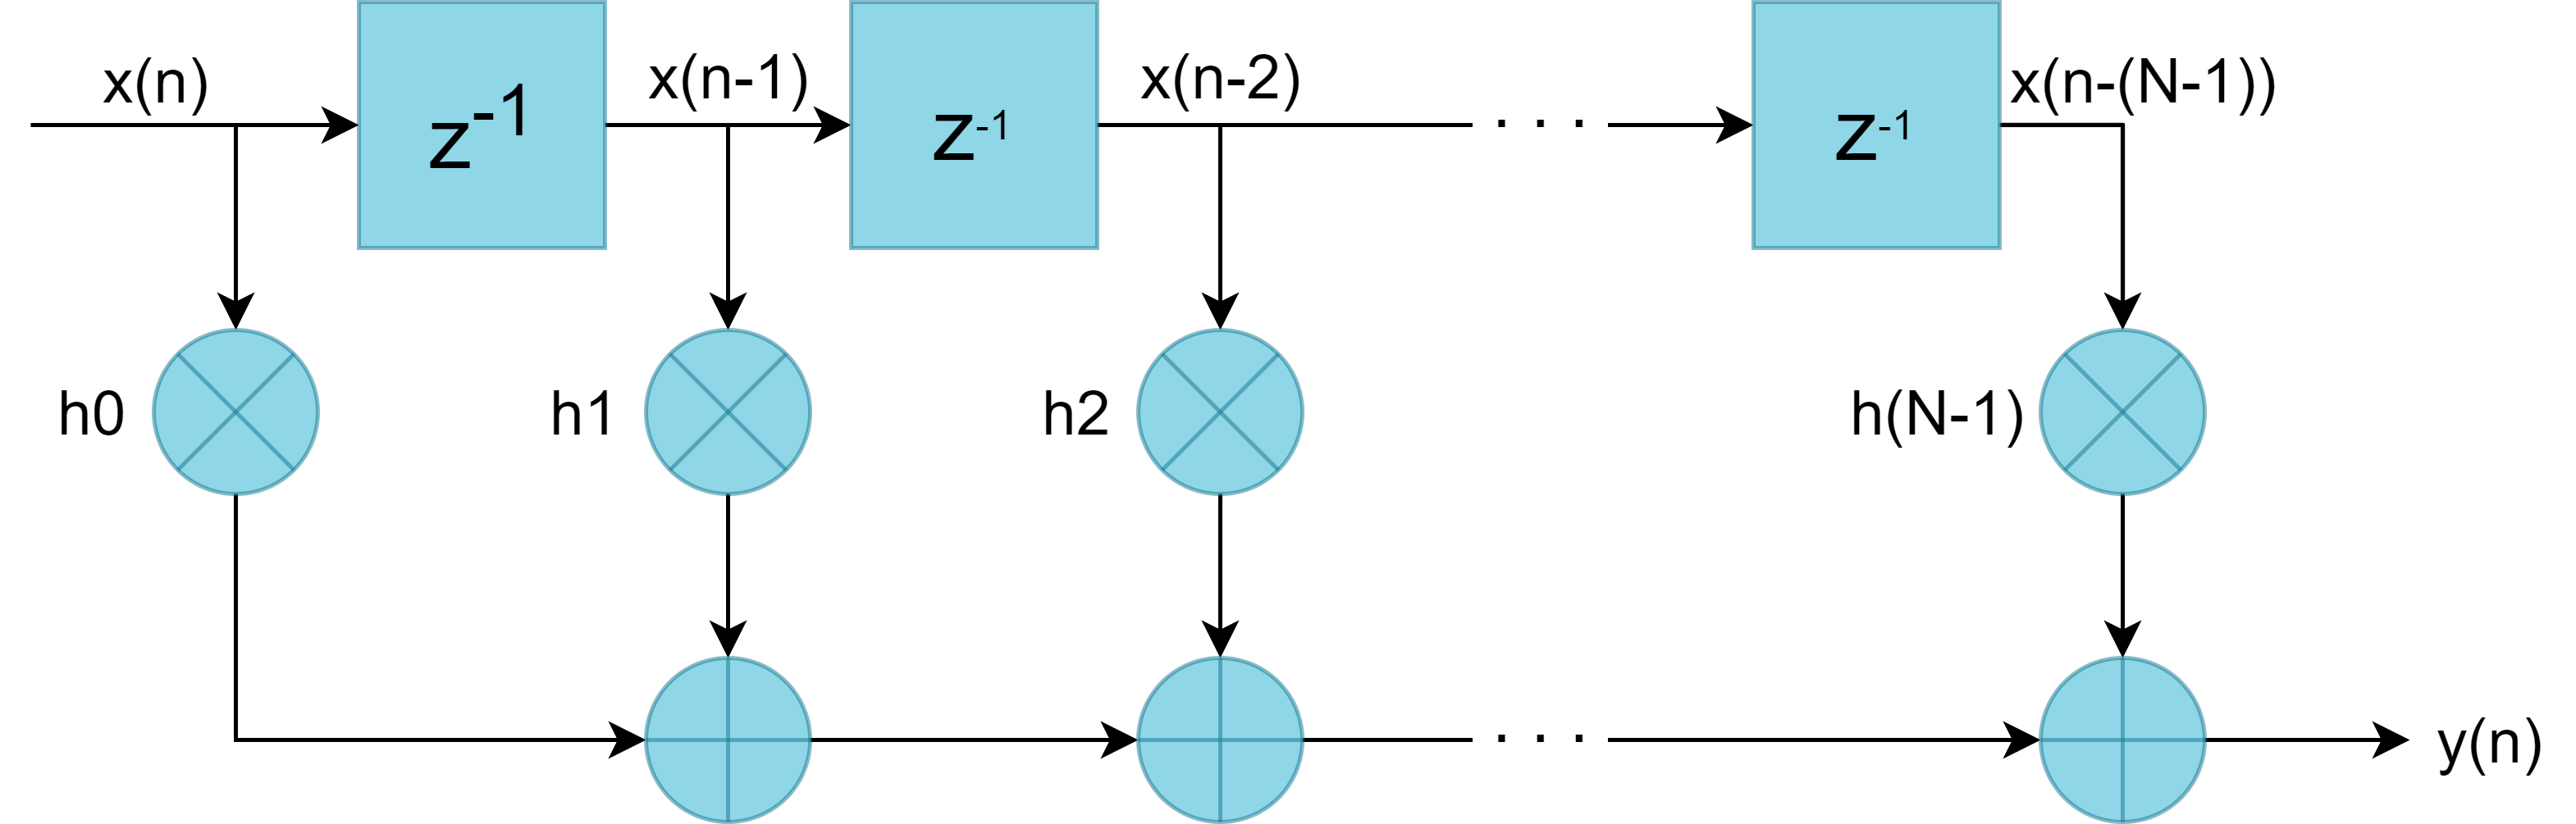 x(n)
z-1
x(n-1)
z-1
x(n-2)
. . .
z-1
x(n-(N-1))
h0
h1
h2
h(N-1)
. . .
y(n)